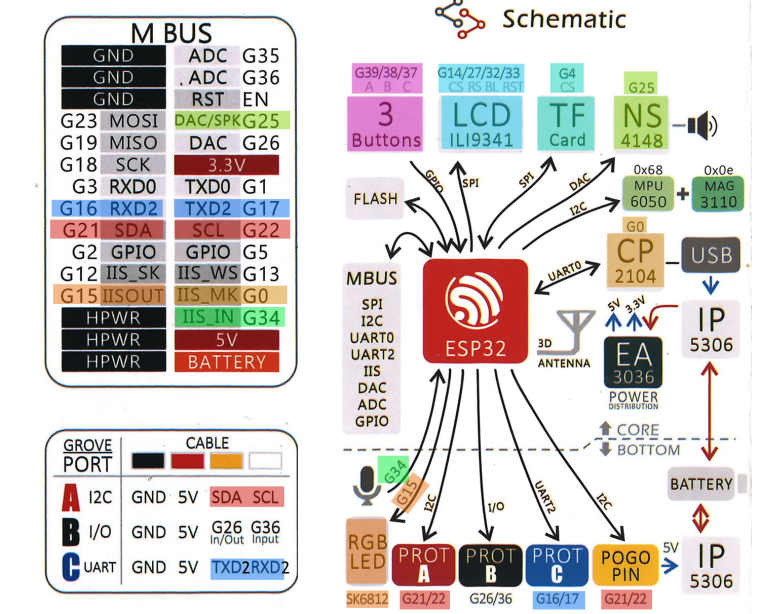 M BUS
GND ADC G35
GND ADC G36
GND RST EN
G23 MOSI DAC/SPK G25
G19 MISO DAC G26
G18 SCK 3.3V
G3 RXD0 TXD0 G1
G16 RXD2 TXD2 G17
G21 SDA SCL G22
G2 GPIO GPIO G5
G12 IIS_SK IIS_WS G13
G15 IISOUT IIS_MK G0
HPWR IIS_IN G34
HPWR 5V
HPWR BATTERY
GROVE PORT
CABLE
A I2C GND 5V SDA SCL
B I/O GND 5V G26 G36
In/Out Input
C UART GND 5V TXD2 RXD2
Schematic
G39/38/37
A B C
3
Buttons
G14/27/32/33
CS RS BL RST
LCD
ILI9341
G4
CS
TF
Card
G25
NS
4148
GPIO
SPI
SPI
DAC
I2C
FLASH
0x68
MPU
6050
+
0x0e
MAG
3110
G0
CP
2104
USB
UART0
MBUS
SPI
I2C
UART0
UART2
IIS
DAC
ADC
GPIO
ESP32
3D
ANTENNA
5V
3.3V
EA
3036
POWER
DISTRIBUTION
IP
5306
CORE
BOTTOM
G34
G15
I2C
I/O
UART2
I2C
BATTERY
RGB
LED
SK6812
PROT
A
G21/22
PROT
B
G26/36
PROT
C
G16/17
POGO
PIN
G21/22
5V
IP
5306